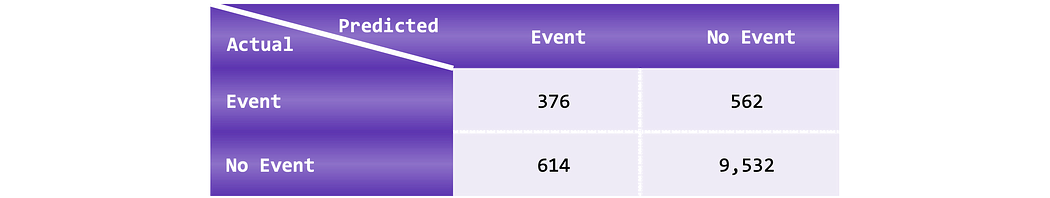 Predicted
Actual
Event No Event
Event 376 562
No Event 614 9,532